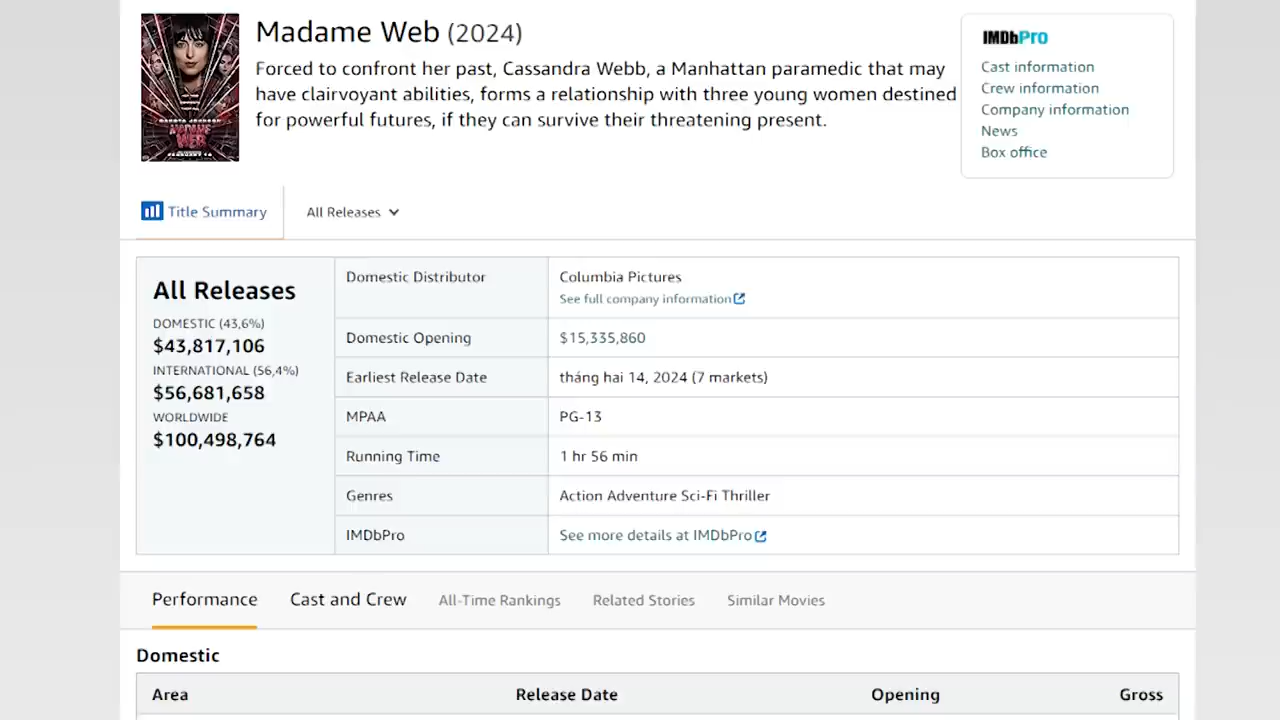 Madame Web (2024)
Forced to confront her past, Cassandra Webb, a Manhattan paramedic that may
have clairvoyant abilities, forms a relationship with three young women destined
for powerful futures, if they can survive their threatening present.
MADAME
WEB
IMDbPro
Cast information
Crew information
Company information
News
Box office
Title Summary
All Releases
All Releases
DOMESTIC (43,6%)
$43,817,106
INTERNATIONAL (56,4%)
$56,681,658
WORLDWIDE
$100,498,764
Domestic Distributor
Columbia Pictures
See full company information
Domestic Opening
$15,335,860
Earliest Release Date
tháng hai 14, 2024 (7 markets)
MPAA
PG-13
Running Time
1 hr 56 min
Genres
Action Adventure Sci-Fi Thriller
IMDbPro
See more details at IMDbPro
Performance
Cast and Crew
All-Time Rankings
Related Stories
Similar Movies
Domestic
Area
Release Date
Opening
Gross